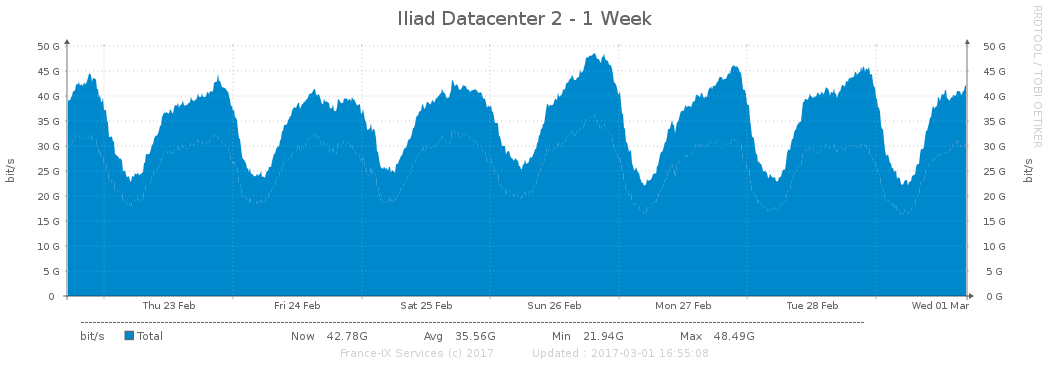 Iliad Datacenter 2 - 1 Week
RRDTOOL / TOBI OETIKER
50 G 50 G
45 G 45 G
40 G 40 G
35 G 35 G
30 G 30 G
25 G 25 G
20 G 20 G
15 G 15 G
10 G 10 G
5 G 5 G
0 0 G
bit/s bit/s
Thu 23 Feb Fri 24 Feb Sat 25 Feb Sun 26 Feb Mon 27 Feb Tue 28 Feb Wed 01 Mar
bit/s Total Now 42.78G Avg 35.56G Min 21.94G Max 48.49G
France-IX Services (c) 2017 Updated : 2017-03-01 16:55:08